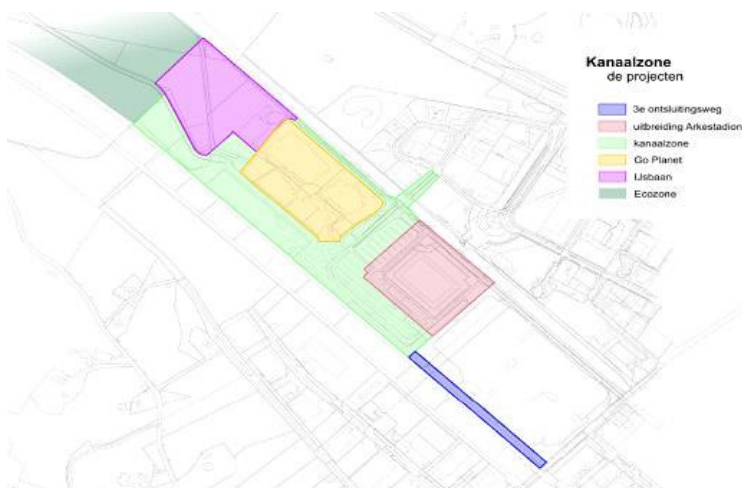 Kanaalzone
de projecten
3e ontsluitingsweg
uitbreiding Arkestadion
kanaalzone
Go Planet
IJsbaan
Ecozone